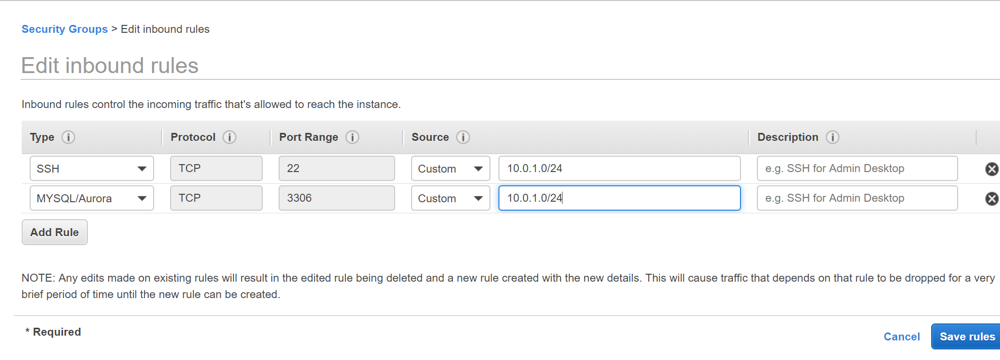 Security Groups > Edit inbound rules
Edit inbound rules
Inbound rules control the incoming traffic that's allowed to reach the instance.
Type i Protocol i Port Range i Source i Description i
SSH TCP 22 Custom 10.0.1.0/24 e.g. SSH for Admin Desktop
MYSQL/Aurora TCP 3306 Custom 10.0.1.0/24 e.g. SSH for Admin Desktop
Add Rule
NOTE: Any edits made on existing rules will result in the edited rule being deleted and a new rule created with the new details. This will cause traffic that depends on that rule to be dropped for a very
brief period of time until the new rule can be created.
* Required
Cancel Save rules